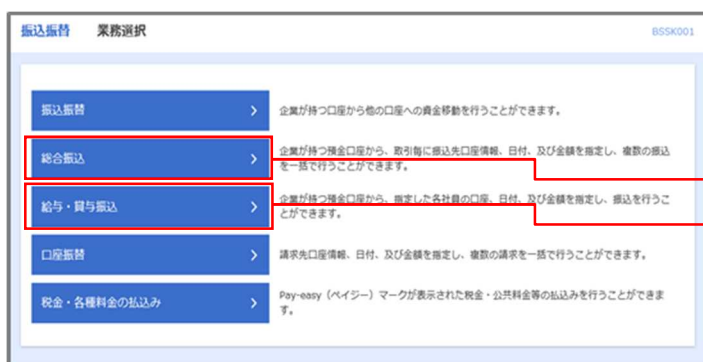 振込振替 業務選択 BSSK001
振込振替 企業が持つ口座から他の口座への資金移動を行うことができます。
総合振込 企業が持つ預金口座から、取引毎に振込先口座情報、日付、及び金額を指定し、複数の振込
を一括で行うことができます。
給与・賞与振込 企業が持つ預金口座から、指定した各社員の口座、日付、及び金額を指定し、振込を行うこ
とができます。
口座振替 請求先口座情報、日付、及び金額を指定し、複数の請求を一括で行うことができます。
税金・各種料金の払込み Pay-easy（ペイジー）マークが表示された税金・公共料金等の払込みを行うことができま
す。